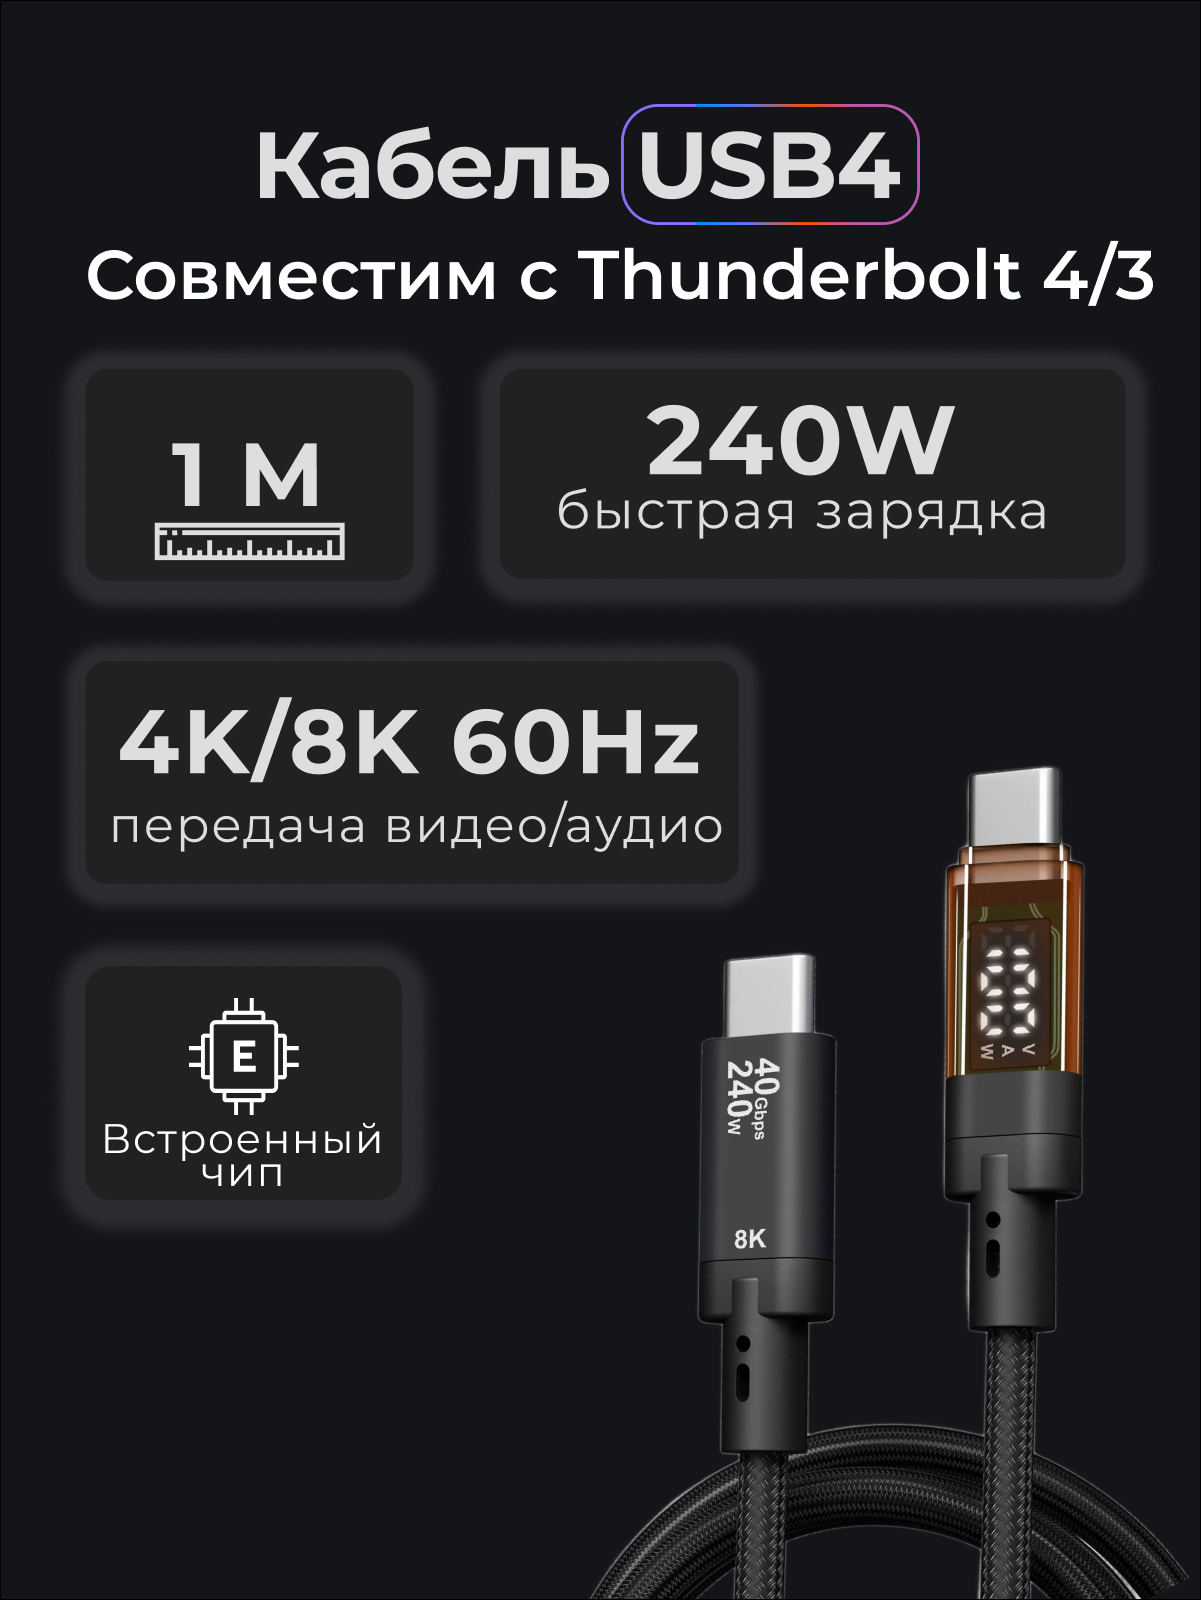 Кабель USB4
Совместим с Thunderbolt 4/3
1 М
240W
быстрая зарядка
4K/8K 60Hz
передача видео/аудио
E
Встроенный
чип
40Gbps
240W
8K
88
W A V